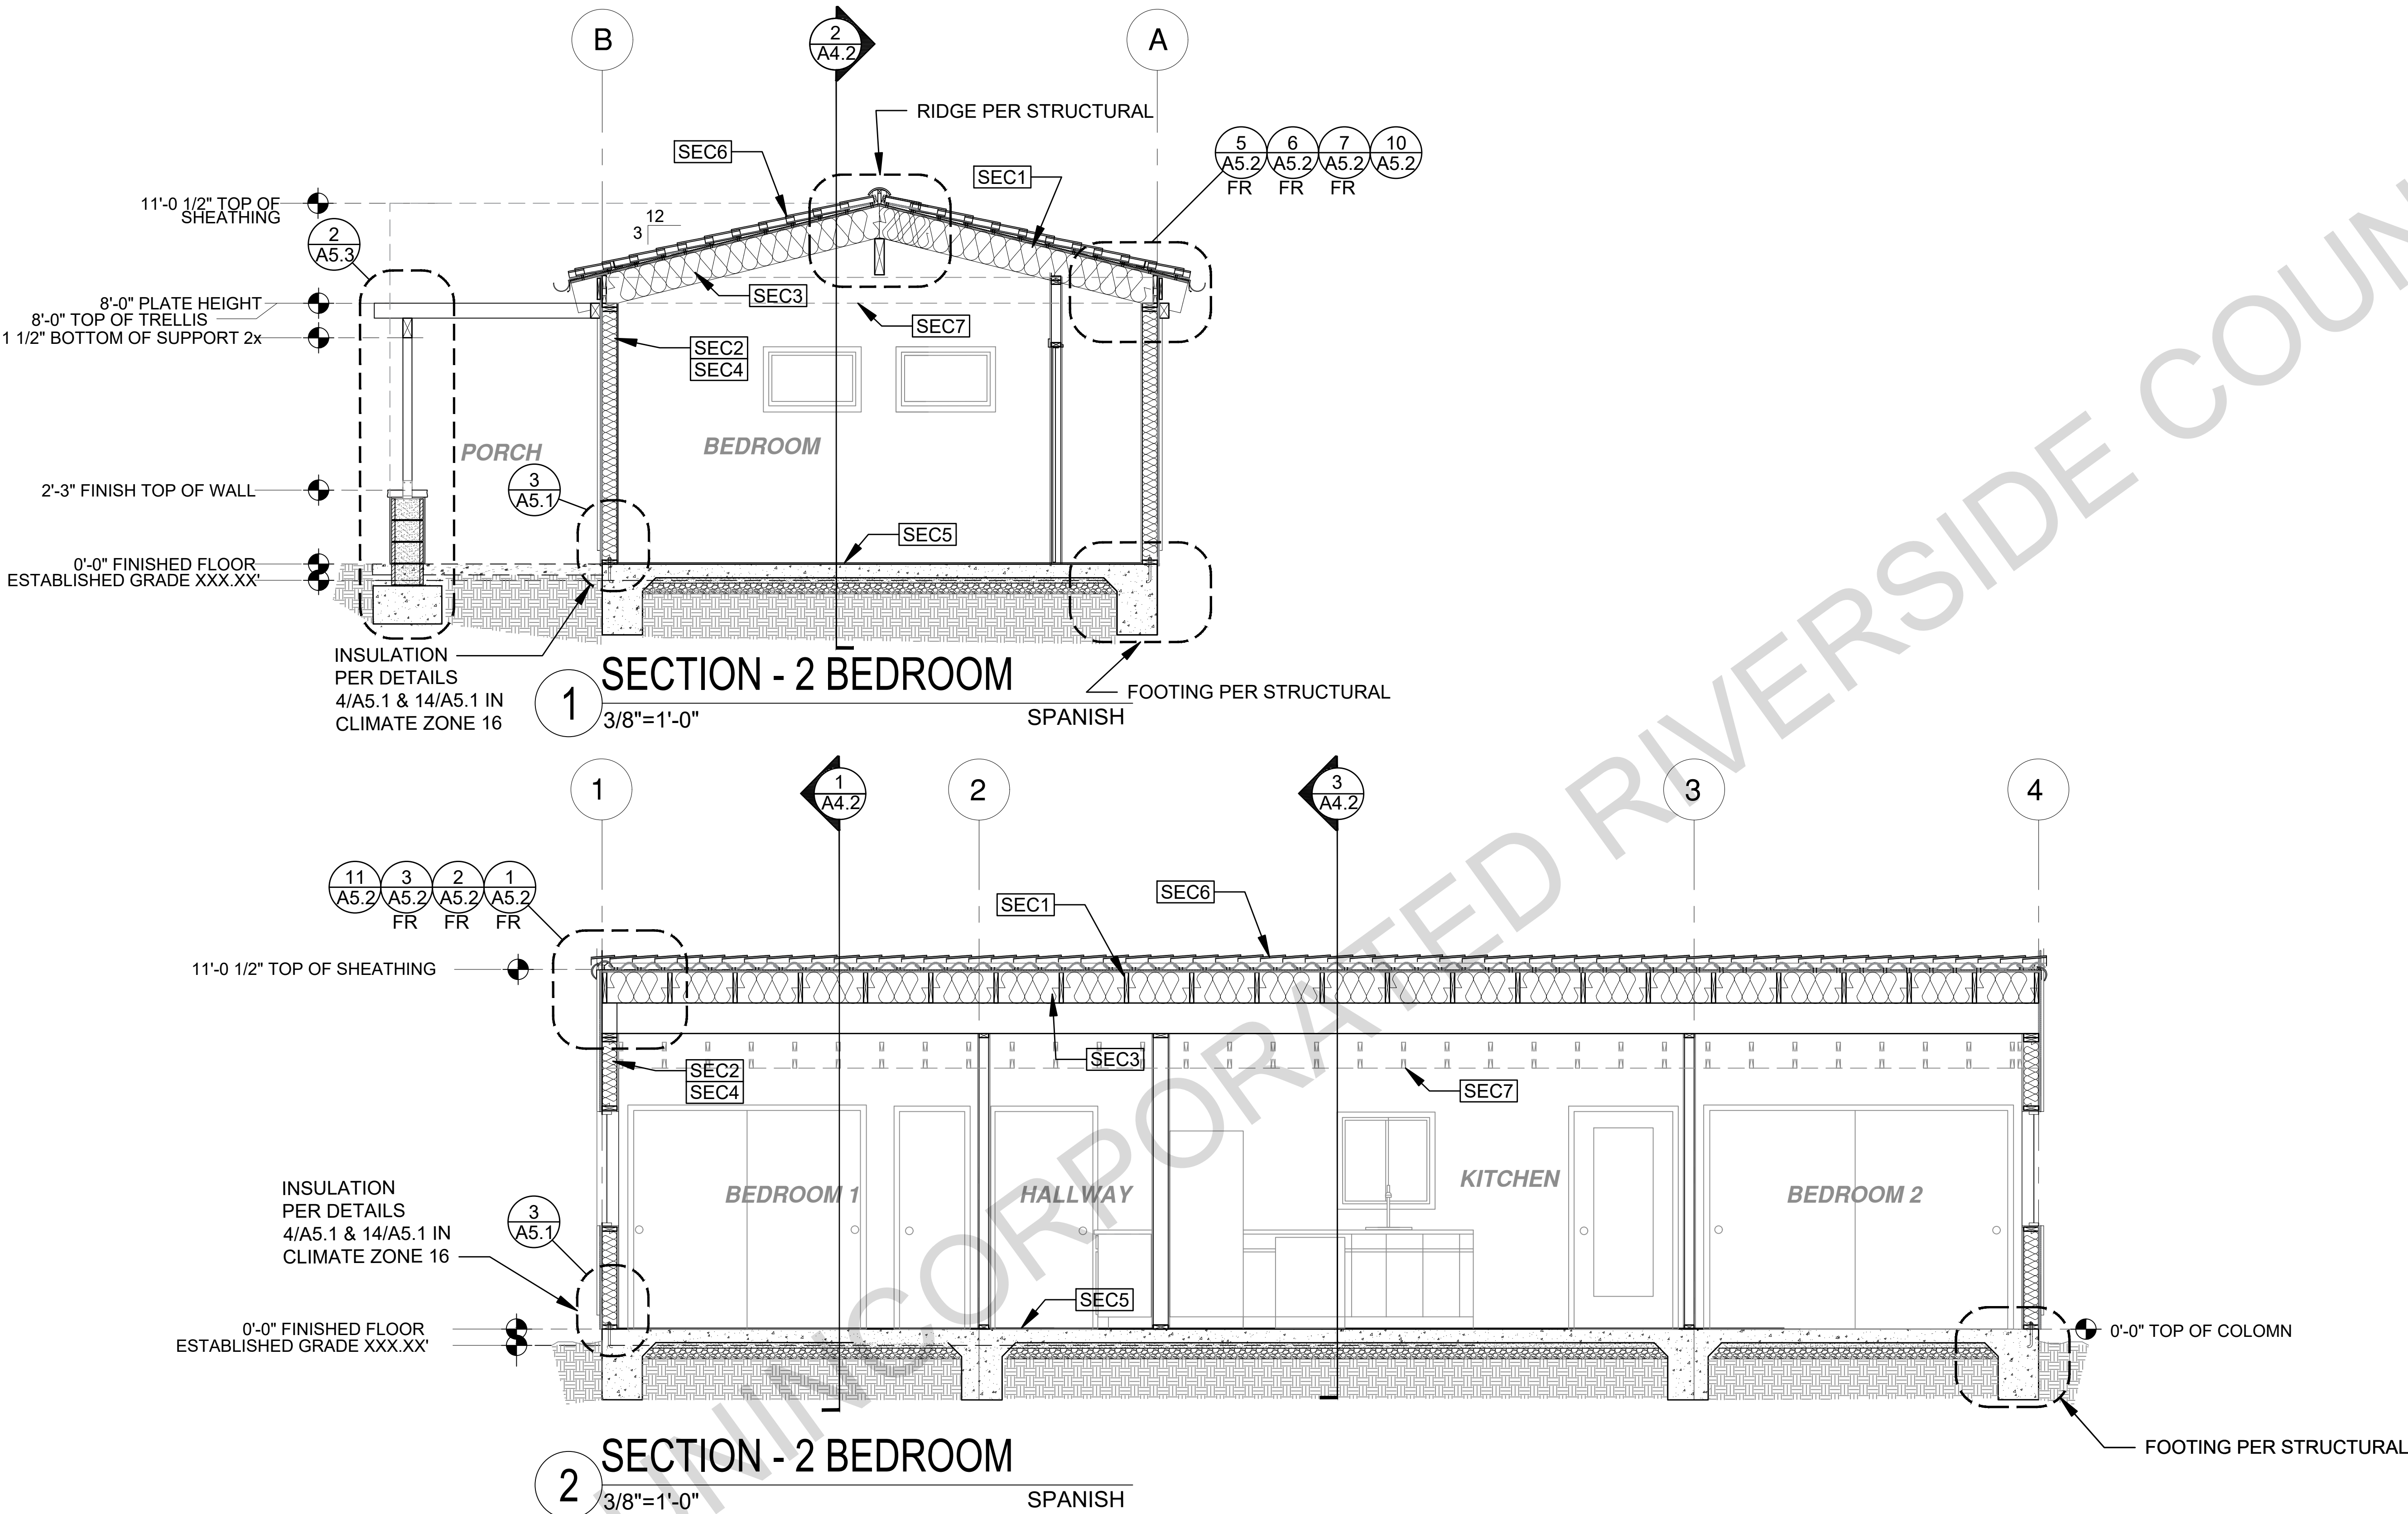 B
2
A4.2
A
RIDGE PER STRUCTURAL
SEC6
SEC1
5
A5.2
FR
6
A5.2
FR
7
A5.2
FR
10
A5.2
11'-0 1/2" TOP OF
SHEATHING
12
3
2
A5.3
SEC3
8'-0" PLATE HEIGHT
8'-0" TOP OF TRELLIS
1 1/2" BOTTOM OF SUPPORT 2x
SEC7
SEC2
SEC4
PORCH
BEDROOM
3
A5.1
2'-3" FINISH TOP OF WALL
SEC5
0'-0" FINISHED FLOOR
ESTABLISHED GRADE XXX.XX'
INSULATION
PER DETAILS
4/A5.1 & 14/A5.1 IN
CLIMATE ZONE 16
FOOTING PER STRUCTURAL
1
SECTION - 2 BEDROOM
3/8"=1'-0"
SPANISH
1
1
A4.2
2
3
A4.2
3
4
11
A5.2
3
A5.2
FR
2
A5.2
FR
1
A5.2
FR
SEC1
SEC6
11'-0 1/2" TOP OF SHEATHING
SEC3
SEC2
SEC4
SEC7
BEDROOM 1
HALLWAY
KITCHEN
BEDROOM 2
INSULATION
PER DETAILS
4/A5.1 & 14/A5.1 IN
CLIMATE ZONE 16
3
A5.1
SEC5
0'-0" FINISHED FLOOR
ESTABLISHED GRADE XXX.XX'
0'-0" TOP OF COLOMN
FOOTING PER STRUCTURAL
2
SECTION - 2 BEDROOM
3/8"=1'-0"
SPANISH
UNINCORPORATED RIVERSIDE COUN